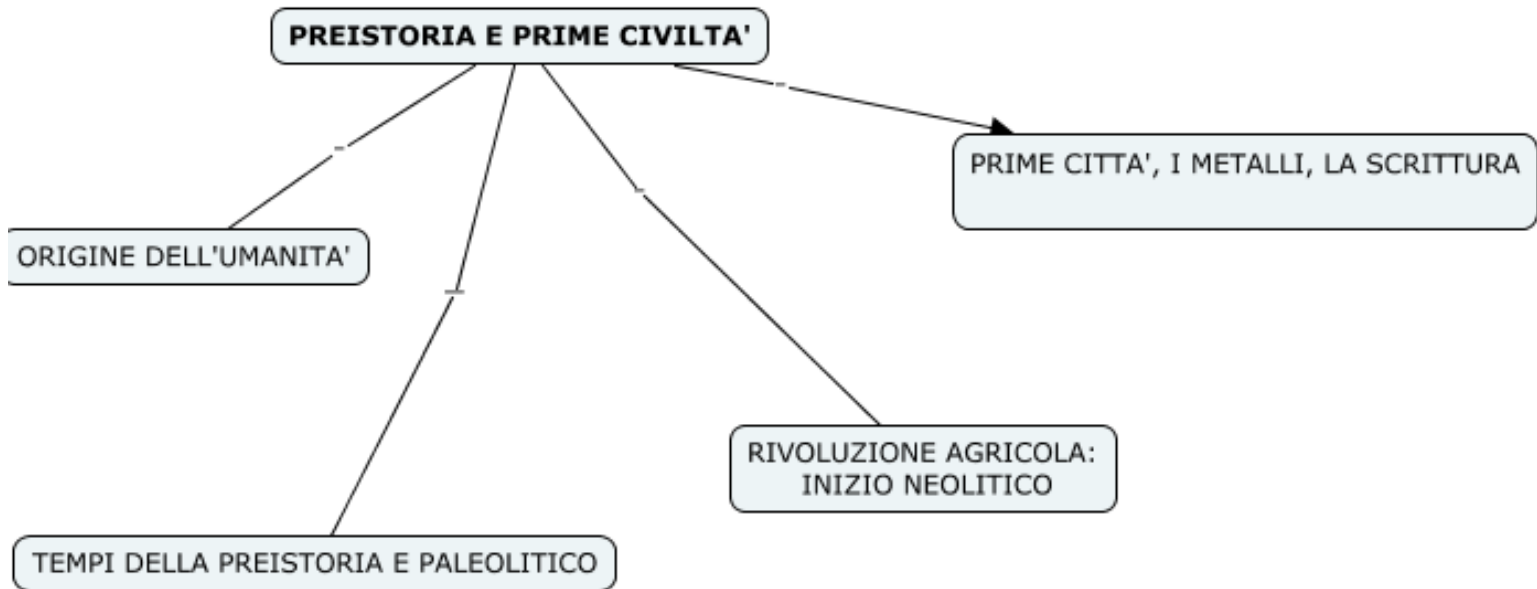 PREISTORIA E PRIME CIVILTA'
PRIME CITTA', I METALLI, LA SCRITTURA
ORIGINE DELL'UMANITA'
RIVOLUZIONE AGRICOLA:
INIZIO NEOLITICO
TEMPI DELLA PREISTORIA E PALEOLITICO